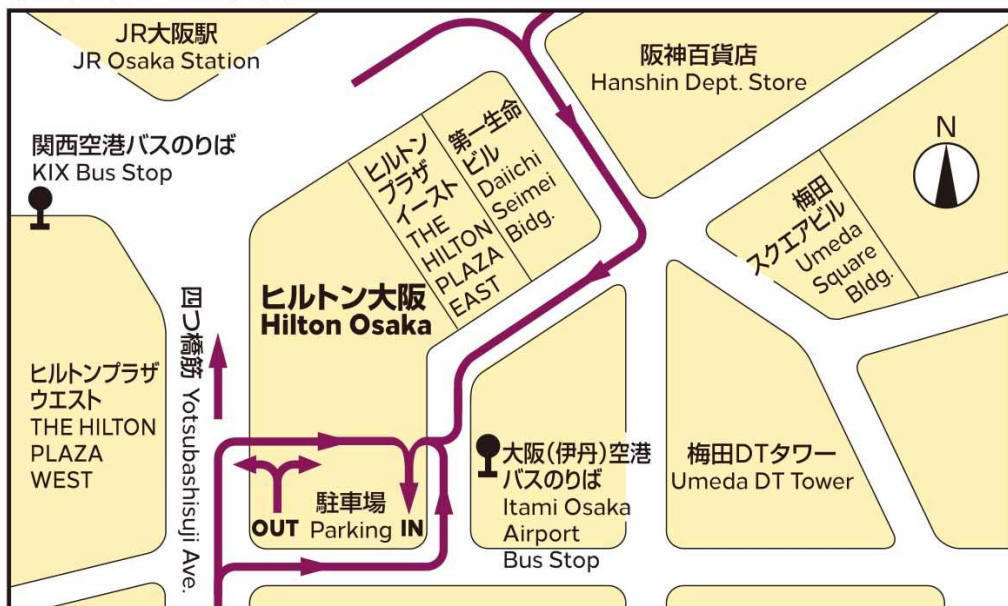 JR大阪駅
JR Osaka Station
阪神百貨店
Hanshin Dept. Store
関西空港バスのりば
KIX Bus Stop
N
第一生命
ビル
Daiichi
Seimei
Bidg.
ヒルトン
プラザ
イースト
THE
HILTON
PLAZA
EAST
梅田
スクエアビル
Umeda
Square
Bldg.
ヒルトン大阪
Hilton Osaka
四つ橋筋 Yotsubashisuji Ave.
ヒルトンプラザ
ウエスト
THE HILTON
PLAZA
WEST
大阪(伊丹)空港
バスのりば
Itami Osaka
Airport
Bus Stop
梅田DTタワー
Umeda DT Tower
駐車場
OUT Parking IN